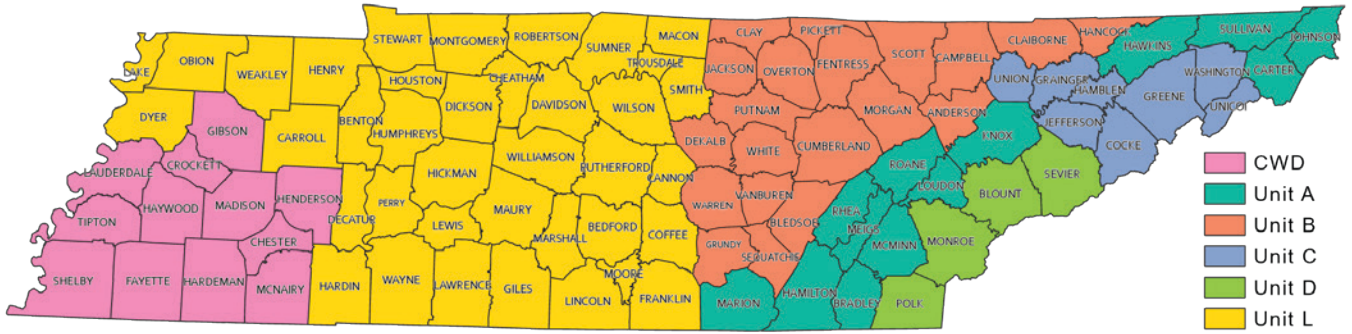 STEWART
MONTGOMERY
ROBERTSON
SUMNER
MACON
CLAY
PICKETT
SCOTT
CAMPBELL
CLAIBORNE
HANCOCK
HAWKINS
SULLIVAN
JOHNSON
LAKE
OBION
WEAKLEY
HENRY
HOUSTON
CHEATHAM
TROUSDALE
SMITH
JACKSON
OVERTON
FENTRESS
UNION
GRAINGER
HAMBLEN
GREENE
WASHINGTON
CARTER
UNICOI
DYER
GIBSON
CARROLL
BENTON
HUMPHREYS
DICKSON
DAVIDSON
WILSON
PUTNAM
MORGAN
ANDERSON
KNOX
JEFFERSON
COCKE
LAUDERDALE
CROCKETT
WILLIAMSON
RUTHERFORD
CANNON
DEKALB
WHITE
CUMBERLAND
ROANE
LOUDON
BLOUNT
SEVIER
TIPTON
HAYWOOD
MADISON
HENDERSON
DECATUR
PERRY
HICKMAN
LEWIS
MAURY
MARSHALL
BEDFORD
COFFEE
WARREN
VANBUREN
BLEDSOE
RHEA
MEIGS
MCMINN
MONROE
CHESTER
GRUNDY
SEQUATCHIE
SHELBY
FAYETTE
HARDEMAN
MCNAIRY
HARDIN
WAYNE
LAWRENCE
GILES
LINCOLN
MOORE
FRANKLIN
MARION
HAMILTON
BRADLEY
POLK
CWD
Unit A
Unit B
Unit C
Unit D
Unit L